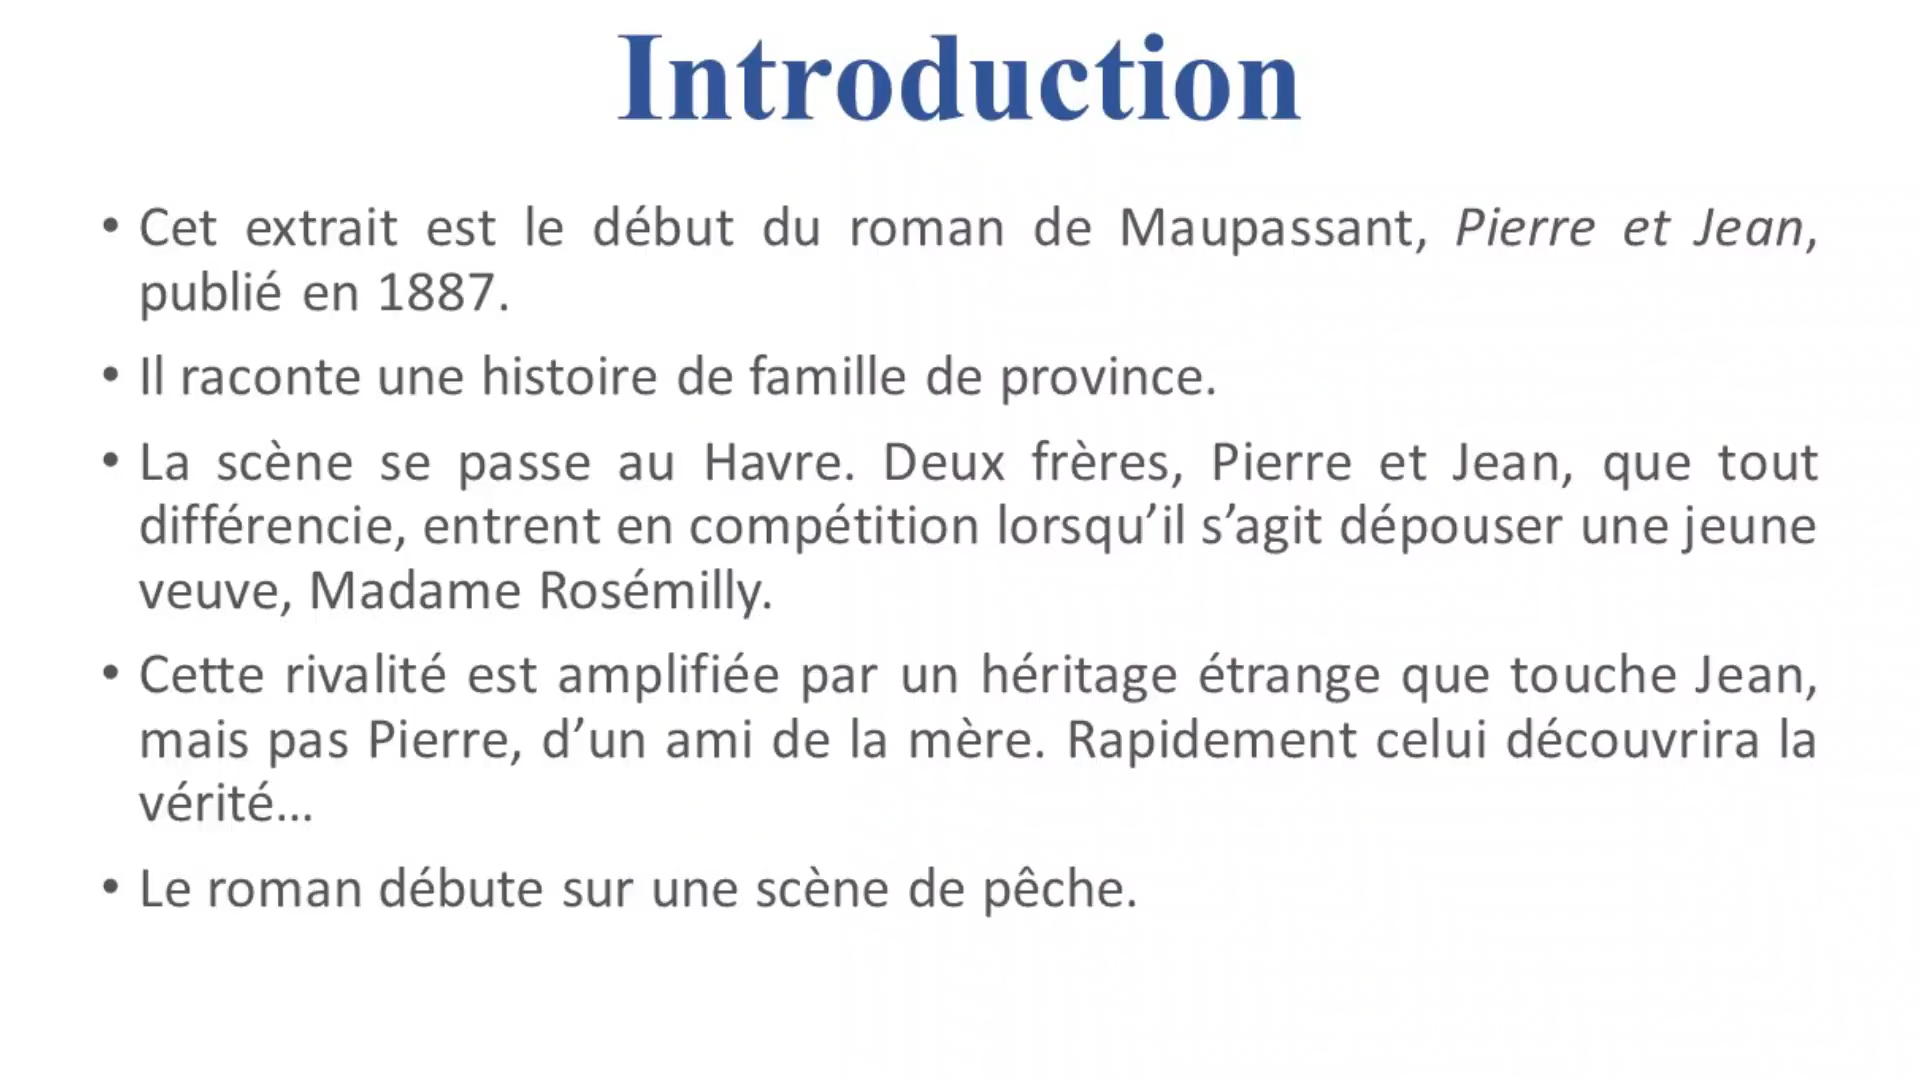 Introduction
• Cet extrait est le début du roman de Maupassant, Pierre et Jean,
publié en 1887.
• Il raconte une histoire de famille de province.
• La scène se passe au Havre. Deux frères, Pierre et Jean, que tout
différencie, entrent en compétition lorsqu’il s’agit dépouser une jeune
veuve, Madame Rosémilly.
• Cette rivalité est amplifiée par un héritage étrange que touche Jean,
mais pas Pierre, d’un ami de la mère. Rapidement celui découvrira la
vérité…
• Le roman débute sur une scène de pêche.